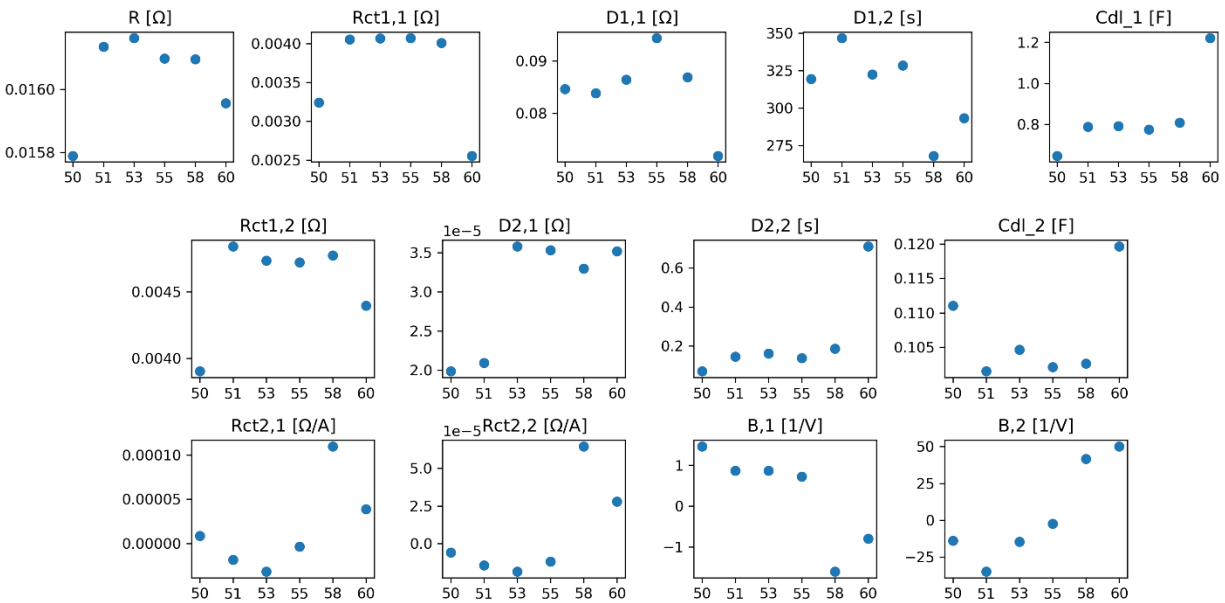 R [Ω] Rct1,1 [Ω] D1,1 [Ω] D1,2 [s] Cdl_1 [F]
0.0160
0.0158
50 51 53 55 58 60
0.0040
0.0035
0.0030
0.0025
50 51 53 55 58 60
0.09
0.08
50 51 53 55 58 60
350
325
300
275
50 51 53 55 58 60
1.2
1.0
0.8
50 51 53 55 58 60
Rct1,2 [Ω] D2,1 [Ω] D2,2 [s] Cdl_2 [F]
0.0045
0.0040
50 51 53 55 58 60
1e−5
3.5
3.0
2.5
2.0
50 51 53 55 58 60
0.6
0.4
0.2
50 51 53 55 58 60
0.120
0.115
0.110
0.105
50 51 53 55 58 60
Rct2,1 [Ω/A] Rct2,2 [Ω/A] B,1 [1/V] B,2 [1/V]
0.00010
0.00005
0.00000
50 51 53 55 58 60
1e−5
5.0
2.5
0.0
50 51 53 55 58 60
1
0
−1
50 51 53 55 58 60
50
25
0
−25
50 51 53 55 58 60